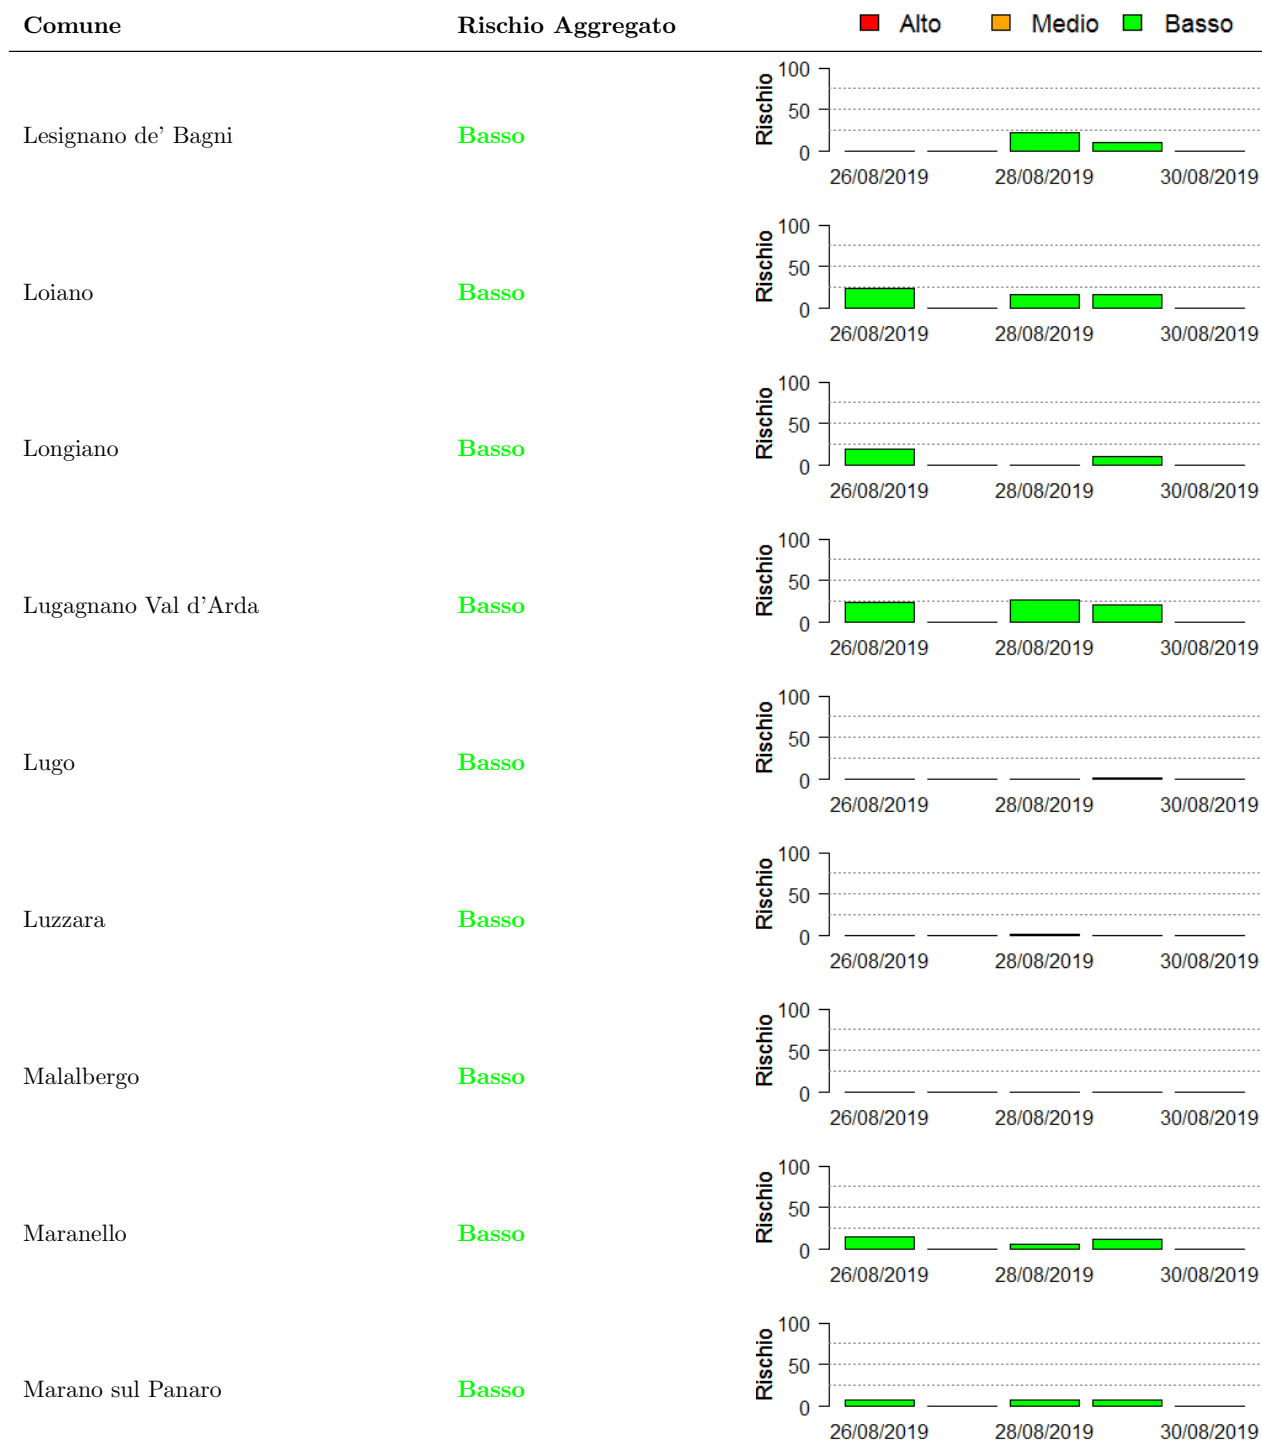 Comune Rischio Aggregato Alto Medio Basso
Lesignano de' Bagni Basso Rischio 100 50 0
26/08/2019 28/08/2019 30/08/2019
Loiano Basso Rischio 100 50 0
26/08/2019 28/08/2019 30/08/2019
Longiano Basso Rischio 100 50 0
26/08/2019 28/08/2019 30/08/2019
Lugagnano Val d'Arda Basso Rischio 100 50 0
26/08/2019 28/08/2019 30/08/2019
Lugo Basso Rischio 100 50 0
26/08/2019 28/08/2019 30/08/2019
Luzzara Basso Rischio 100 50 0
26/08/2019 28/08/2019 30/08/2019
Malalbergo Basso Rischio 100 50 0
26/08/2019 28/08/2019 30/08/2019
Maranello Basso Rischio 100 50 0
26/08/2019 28/08/2019 30/08/2019
Marano sul Panaro Basso Rischio 100 50 0
26/08/2019 28/08/2019 30/08/2019